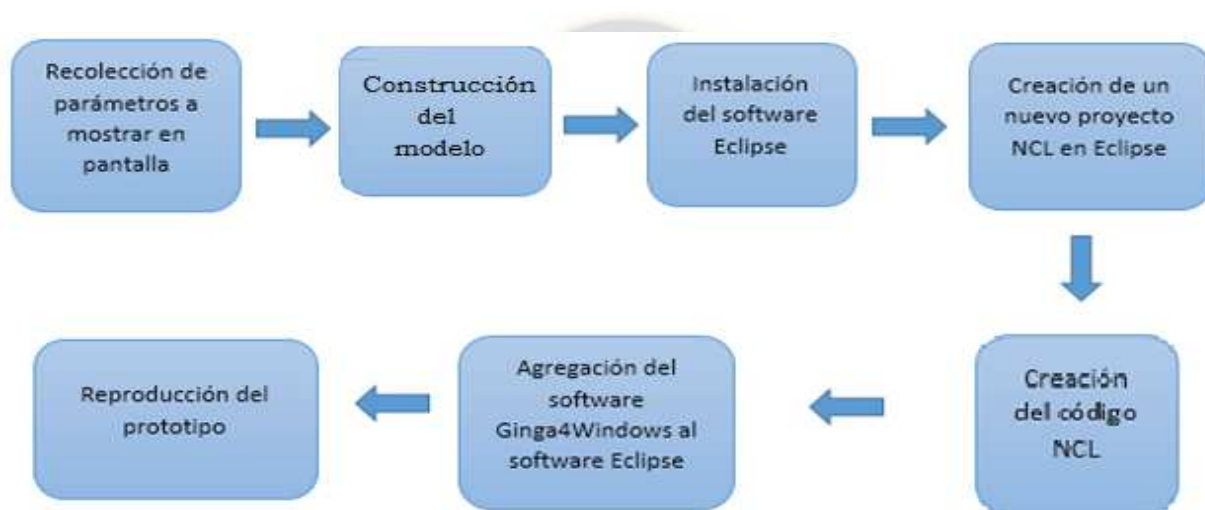 Recolección de
parámetros a
mostrar en
pantalla
Construcción
del
modelo
Instalación
del software
Eclipse
Creación de un
nuevo proyecto
NCL en Eclipse
Creación
del código
NCL
Agregación del
software
Ginga4Windows al
software Eclipse
Reproducción del
prototipo